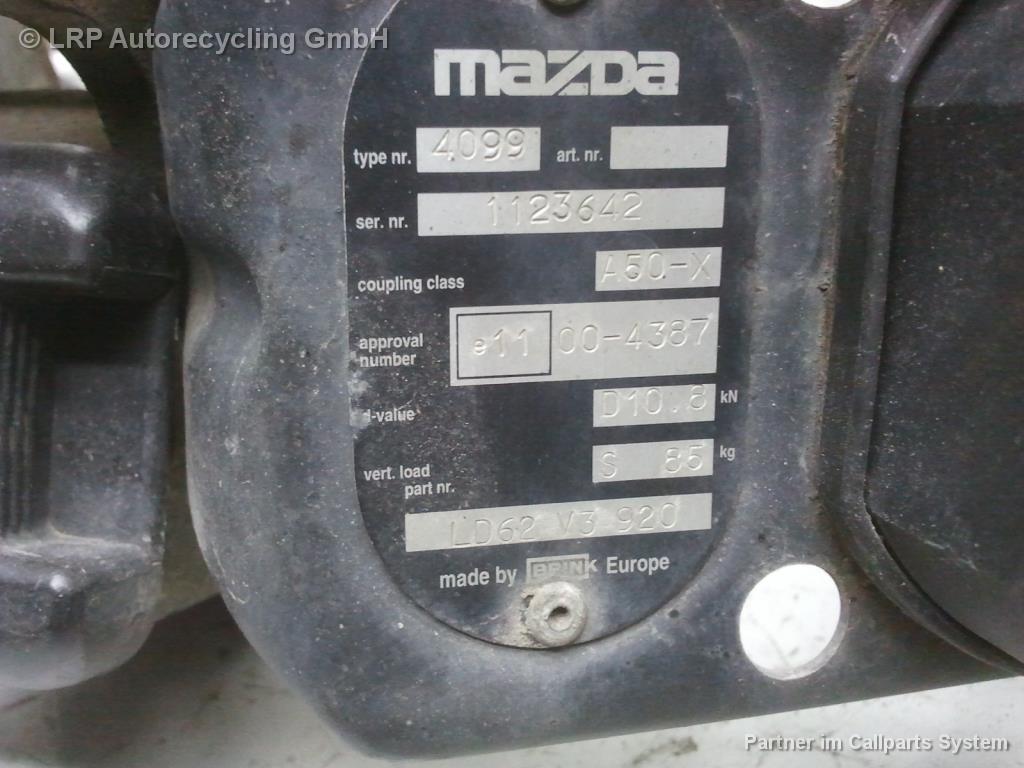 © LRP Autorecycling GmbH
mazda
type nr. 4099 art. nr.
ser. nr. 1123642
coupling class A50-X
approval number e11 00-4387
d-value D10.8 kN
vert. load S 85 kg
part nr.
LD62 V3 920
made by BRINK Europe
Partner im Callparts System